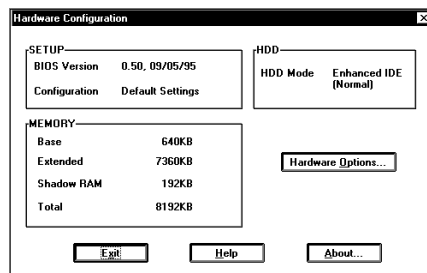 Hardware Configuration
SETUP
BIOS Version 0.50, 09/05/95
Configuration Default Settings
HDD
HDD Mode Enhanced IDE
(Normal)
MEMORY
Base 640KB
Extended 7360KB
Shadow RAM 192KB
Total 8192KB
Hardware Options...
Exit Help About...